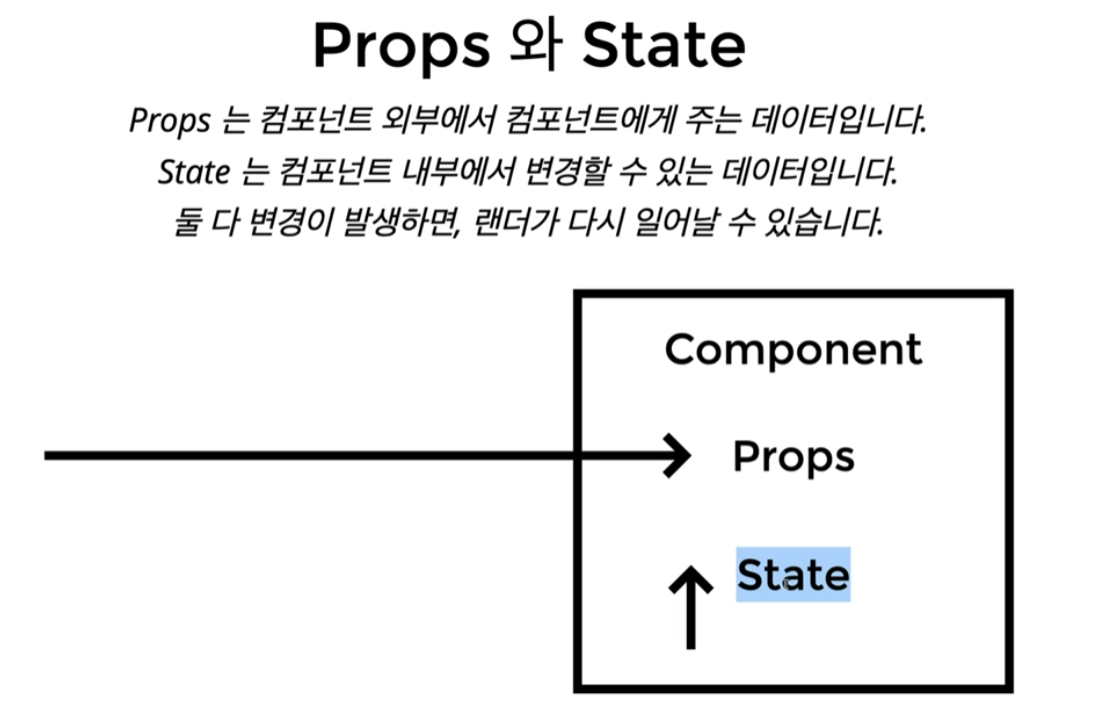 Props 와 State
Props 는 컴포넌트 외부에서 컴포넌트에게 주는 데이터입니다.
State 는 컴포넌트 내부에서 변경할 수 있는 데이터입니다.
둘 다 변경이 발생하면, 랜더가 다시 일어날 수 있습니다.
Component
Props
State